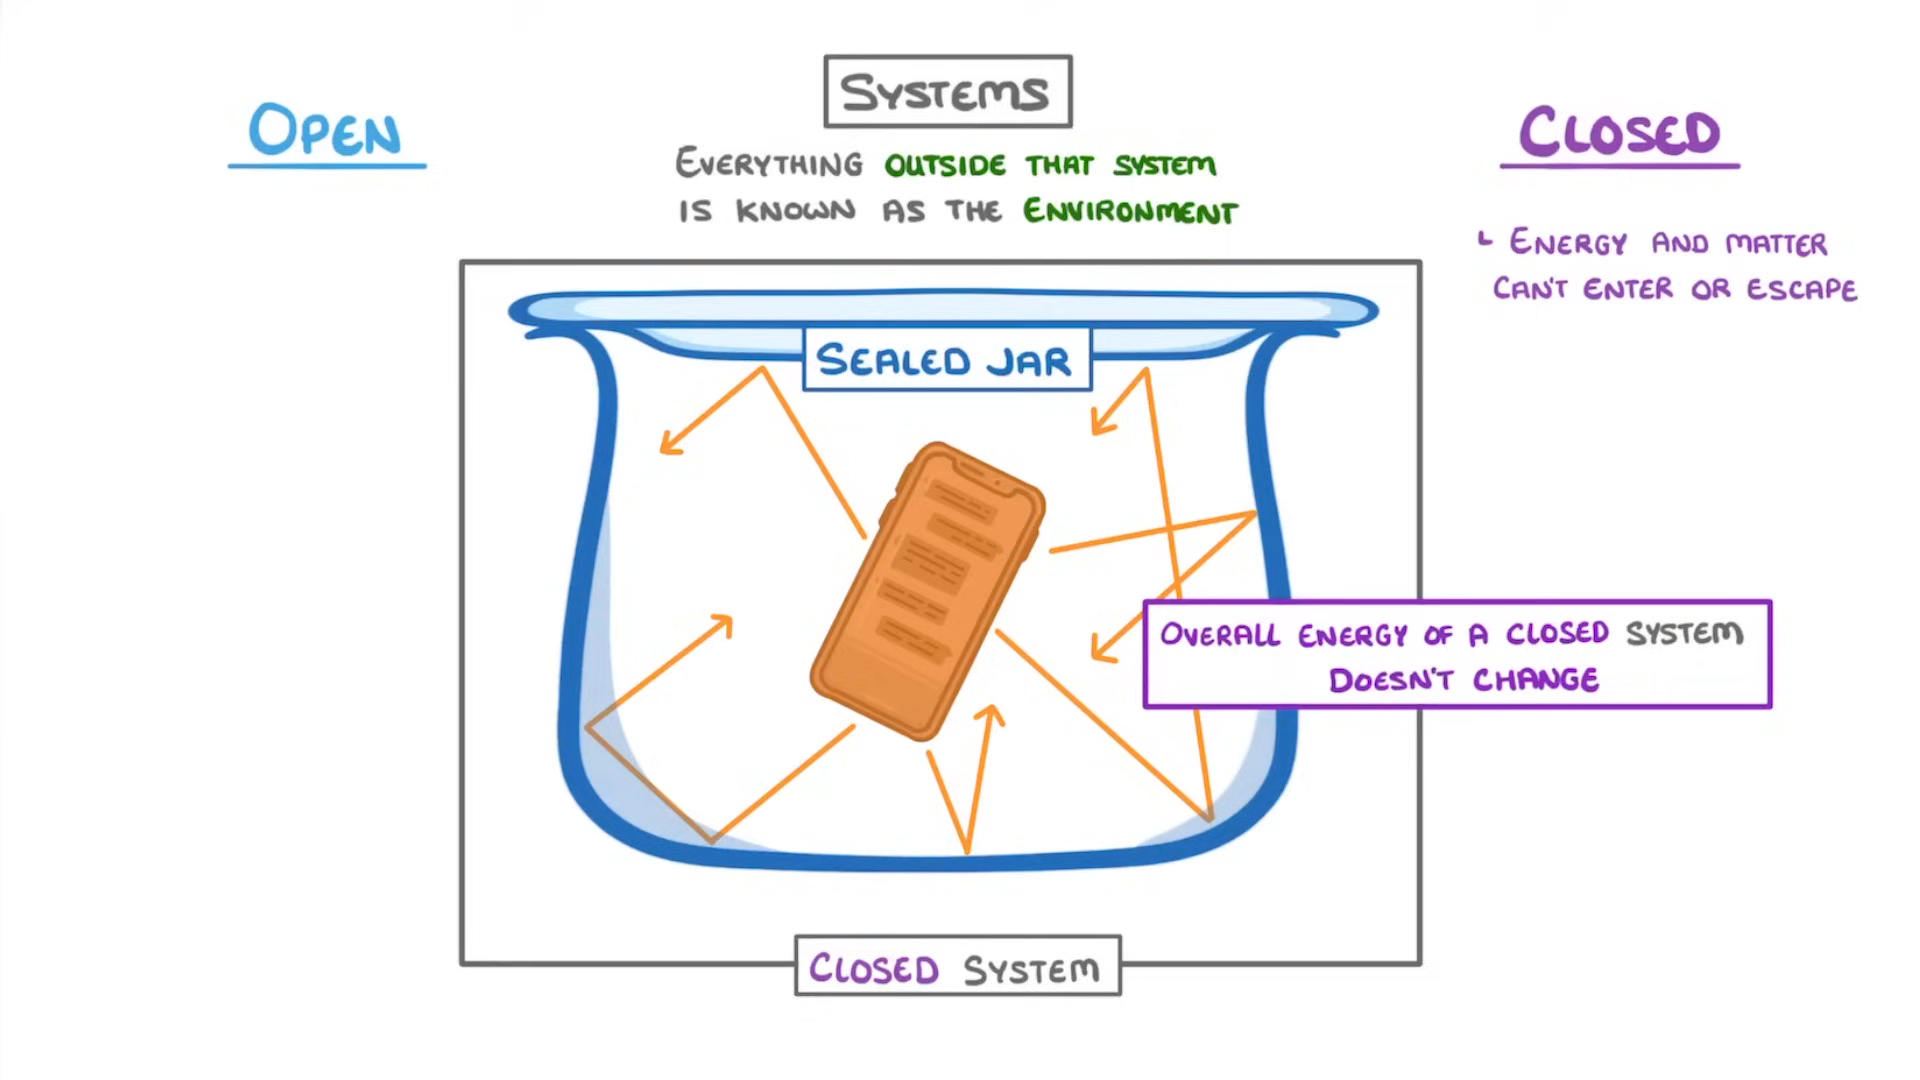 Systems
Everything outside that system
is known as the Environment
Open
Closed
Energy and matter
can't enter or escape
Sealed jar
Overall energy of a closed system
doesn't change
Closed system